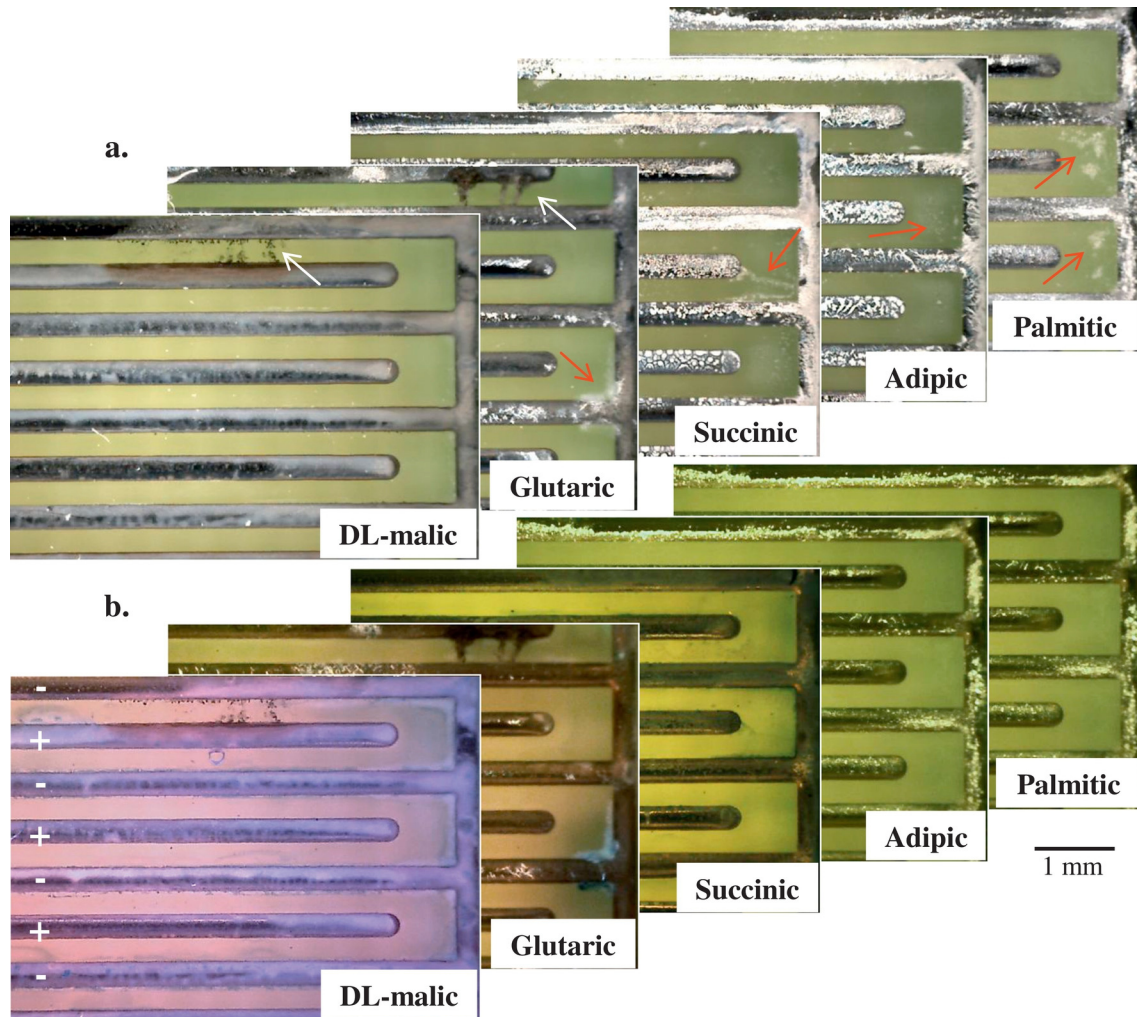 a.
Palmitic
Adipic
Succinic
Glutaric
DL-malic
b.
-
+
-
+
-
+
-
Palmitic
Adipic
Succinic
Glutaric
DL-malic
1 mm